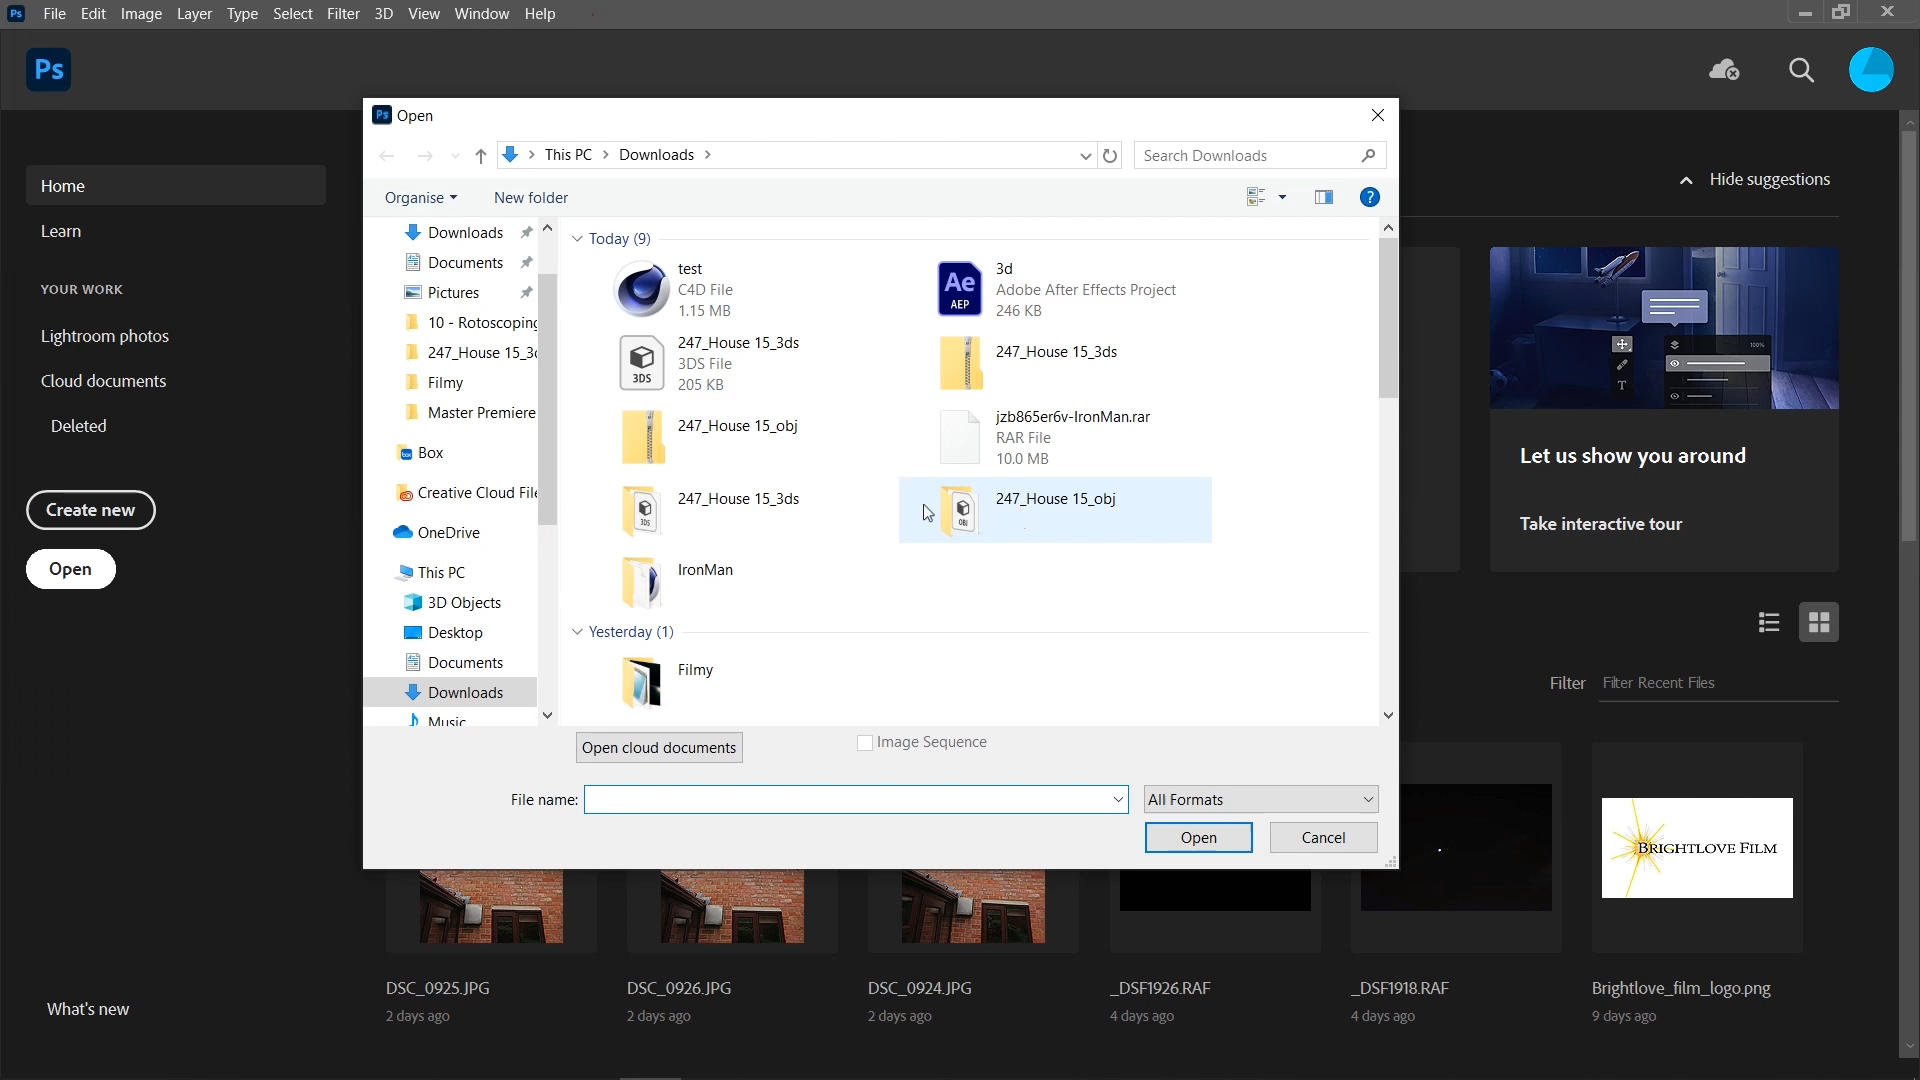 Ps File Edit Image Layer Type Select Filter 3D View Window Help
Ps
Home
Learn
YOUR WORK
Lightroom photos
Cloud documents
Deleted
Create new
Open
What's new
Ps Open
This PC > Downloads >
Search Downloads
Organise
New folder
?
Downloads
Documents
Pictures
10 - Rotoscoping
247_House 15_3d
Filmy
Master Premiere
Box
Creative Cloud File
OneDrive
This PC
3D Objects
Desktop
Documents
Downloads
Music
Today (9)
test
C4D File
1.15 MB
Ae
AEP
3d
Adobe After Effects Project
246 KB
3DS
247_House 15_3ds
3DS File
205 KB
247_House 15_3ds
247_House 15_obj
jzb865er6v-IronMan.rar
RAR File
10.0 MB
3DS
247_House 15_3ds
OBJ
247_House 15_obj
IronMan
Yesterday (1)
Filmy
Open cloud documents
Image Sequence
File name:
All Formats
Open
Cancel
Hide suggestions
100%
T
Let us show you around
Take interactive tour
Filter
Filter Recent Files
BRIGHTLOVE FILM
DSC_0925.JPG
2 days ago
DSC_0926.JPG
2 days ago
DSC_0924.JPG
2 days ago
_DSF1926.RAF
4 days ago
_DSF1918.RAF
4 days ago
Brightlove_film_logo.png
9 days ago